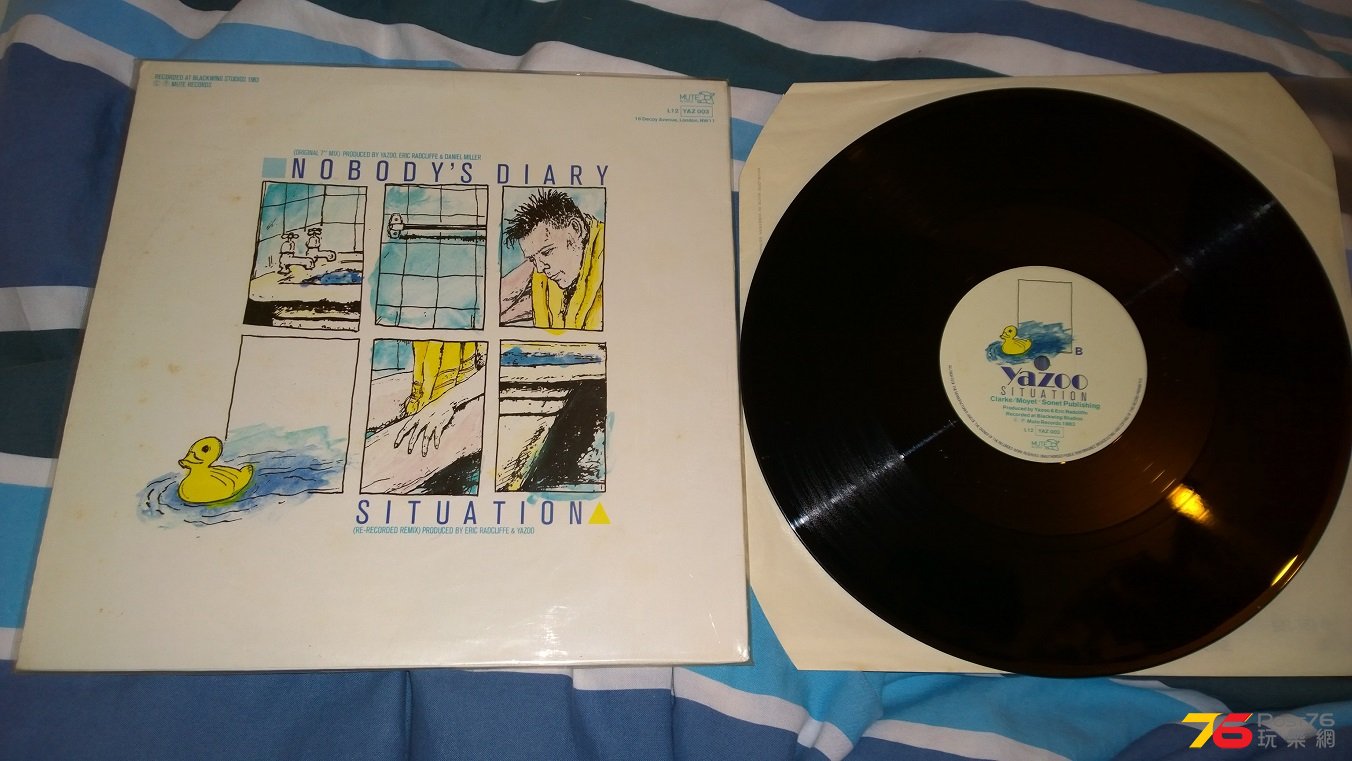 RECORDED AT BLACKWING STUDIOS 1983
© ℗ MUTE RECORDS
MUTE
L12 YAZ 003
16 Decoy Avenue, London, NW11
(ORIGINAL 7" MIX) PRODUCED BY YAZOO, ERIC RADCLIFFE & DANIEL MILLER
NOBODY'S DIARY
SITUATION
(RE-RECORDED REMIX) PRODUCED BY ERIC RADCLIFFE & YAZOO
B
yazoo
SITUATION
Clarke/Moyet · Sonet Publishing
Produced by Yazoo & Eric Radcliffe
Recorded at Blackwing Studios
© ℗ Mute Records 1983
L12 YAZ 003
MUTE
76 Post76
玩樂網